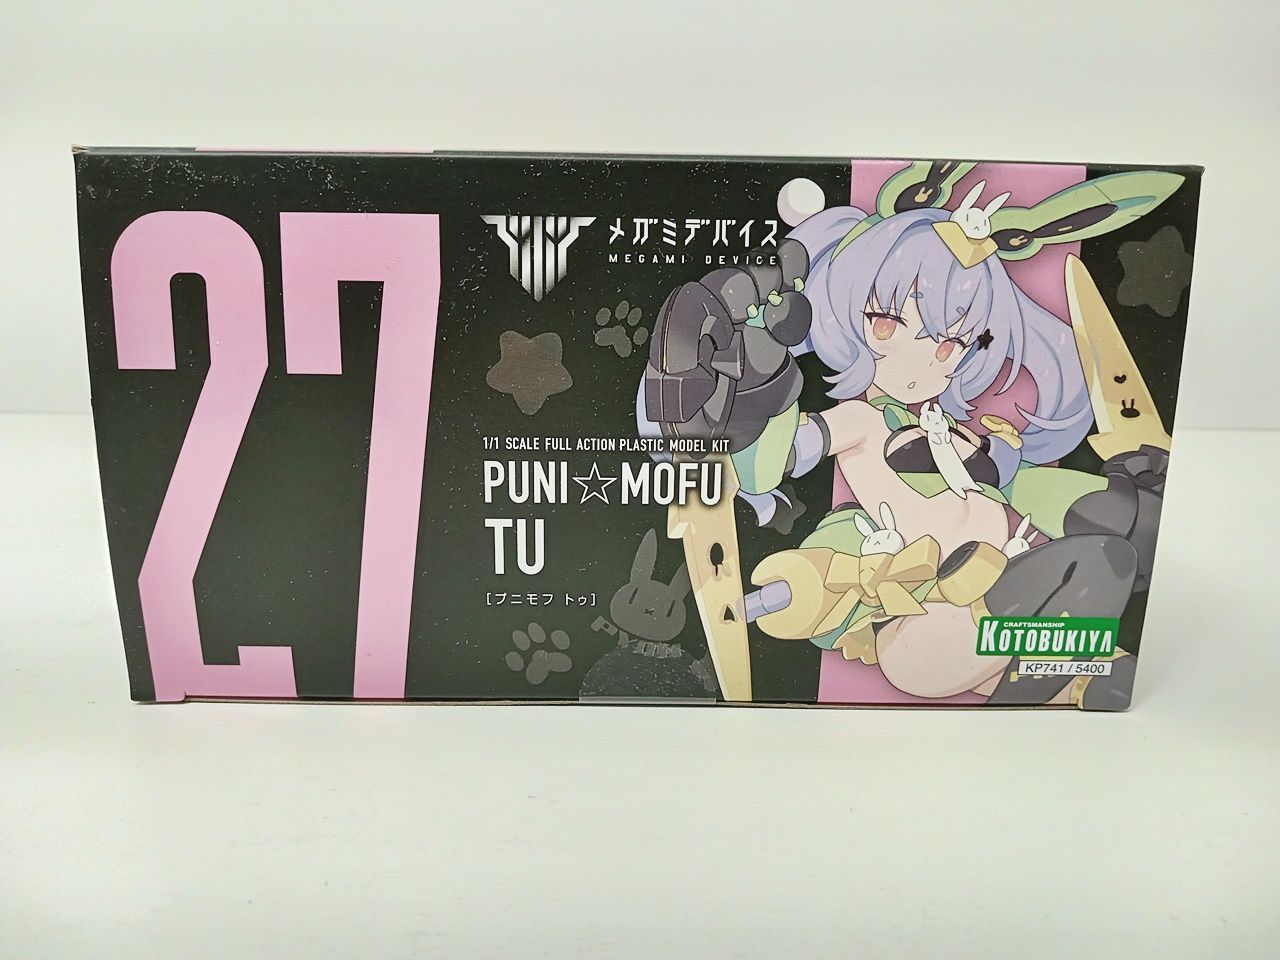 27
メガミデバイス
MEGAMI DEVICE
1/1 SCALE FULL ACTION PLASTIC MODEL KIT
PUNI☆MOFU
TU
[プニモフ トゥ]
CRAFTSMANSHIP
KOTOBUKIYA
KP741 / 5400